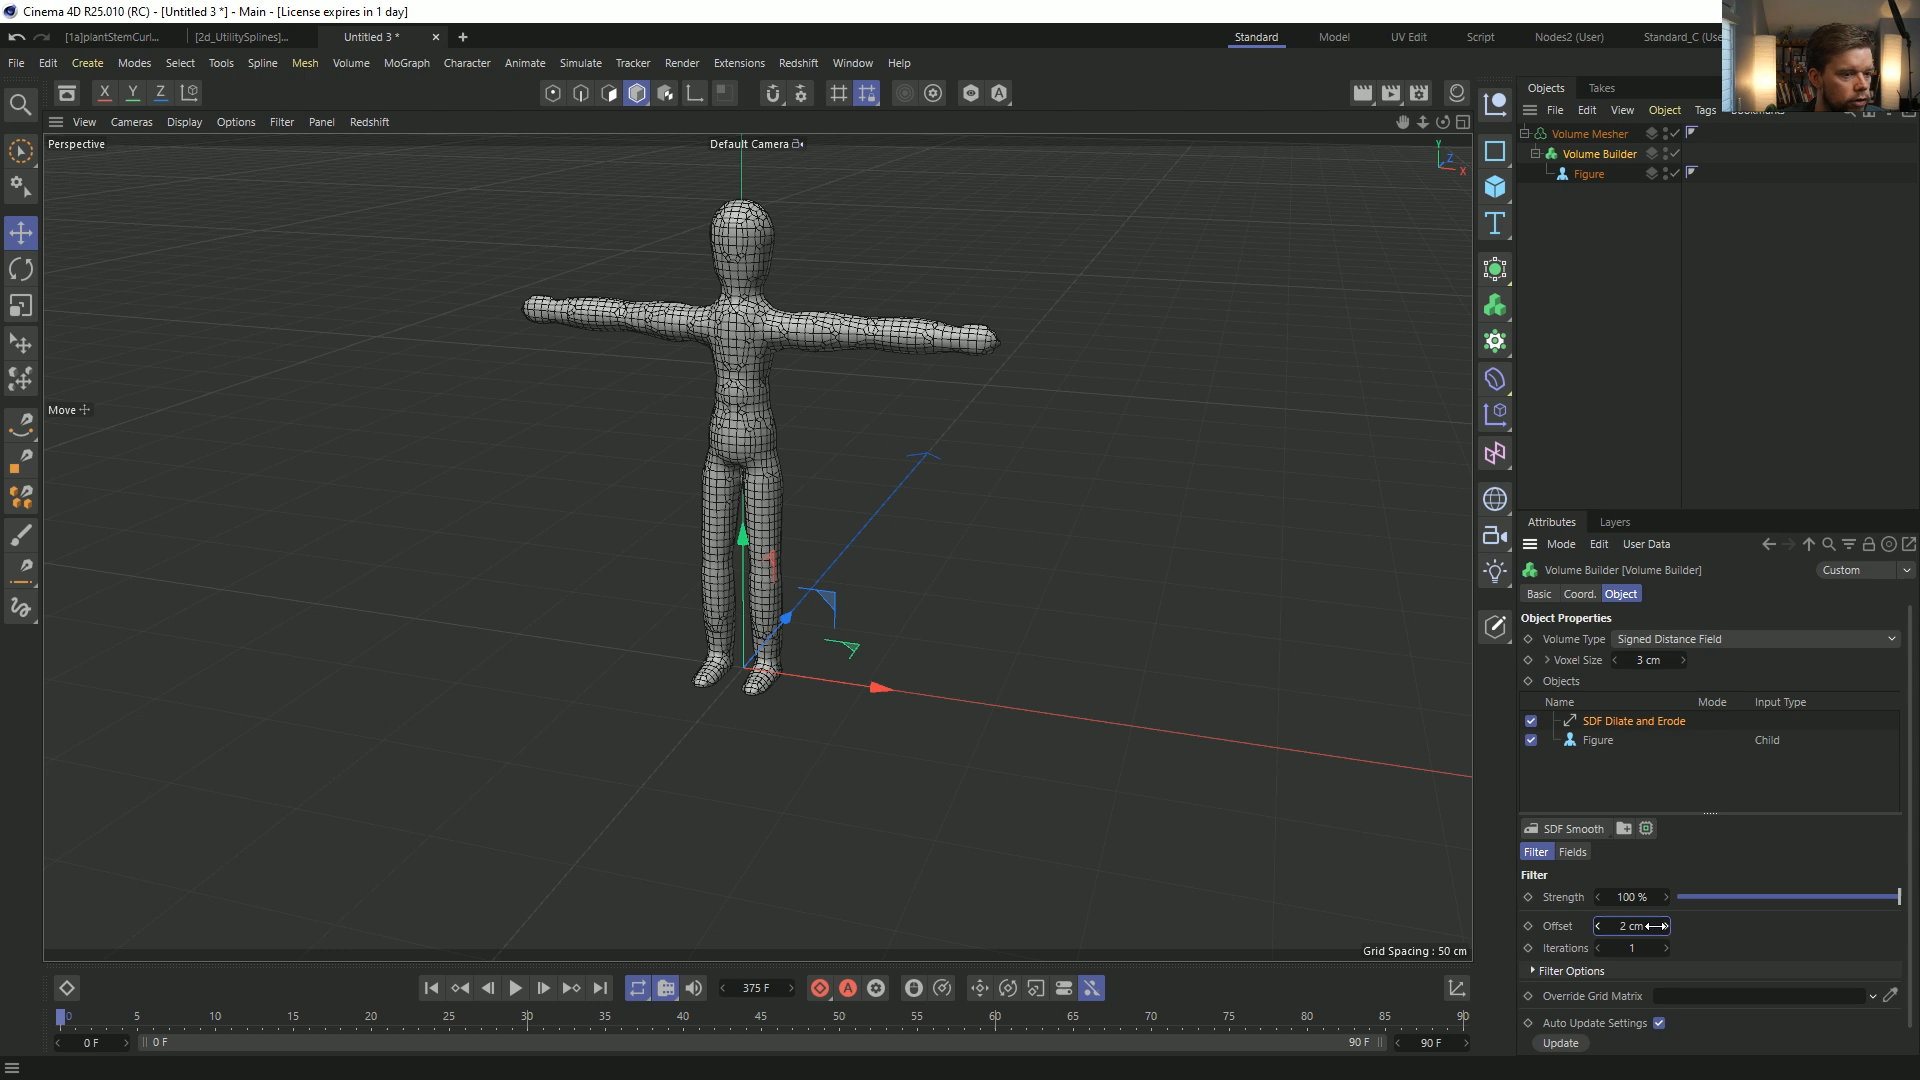 Cinema 4D R25.010 (RC) - [Untitled 3 *] - Main - [License expires in 1 day]
[1a]plantStemCurl... [2d_UtilitySplines]... Untitled 3 * Standard Model UV Edit Script Nodes2 (User) Standard_C (Use
File Edit Create Modes Select Tools Spline Mesh Volume MoGraph Character Animate Simulate Tracker Render Extensions Redshift Window Help
X Y Z
Objects Takes
File Edit View Object Tags
View Cameras Display Options Filter Panel Redshift
Perspective
Default Camera
Y
Z
X
Volume Mesher
Volume Builder
Figure
Move
Attributes Layers
Mode Edit User Data
Volume Builder [Volume Builder] Custom
Basic Coord. Object
Object Properties
Volume Type Signed Distance Field
Voxel Size 3 cm
Objects
Name Mode Input Type
SDF Dilate and Erode
Figure Child
SDF Smooth
Filter Fields
Filter
Strength 100 %
Offset 2 cm
Iterations 1
Filter Options
Override Grid Matrix
Auto Update Settings
Update
Grid Spacing : 50 cm
375 F
0 5 10 15 20 25 30 35 40 45 50 55 60 65 70 75 80 85 90
0 F 0 F 90 F 90 F